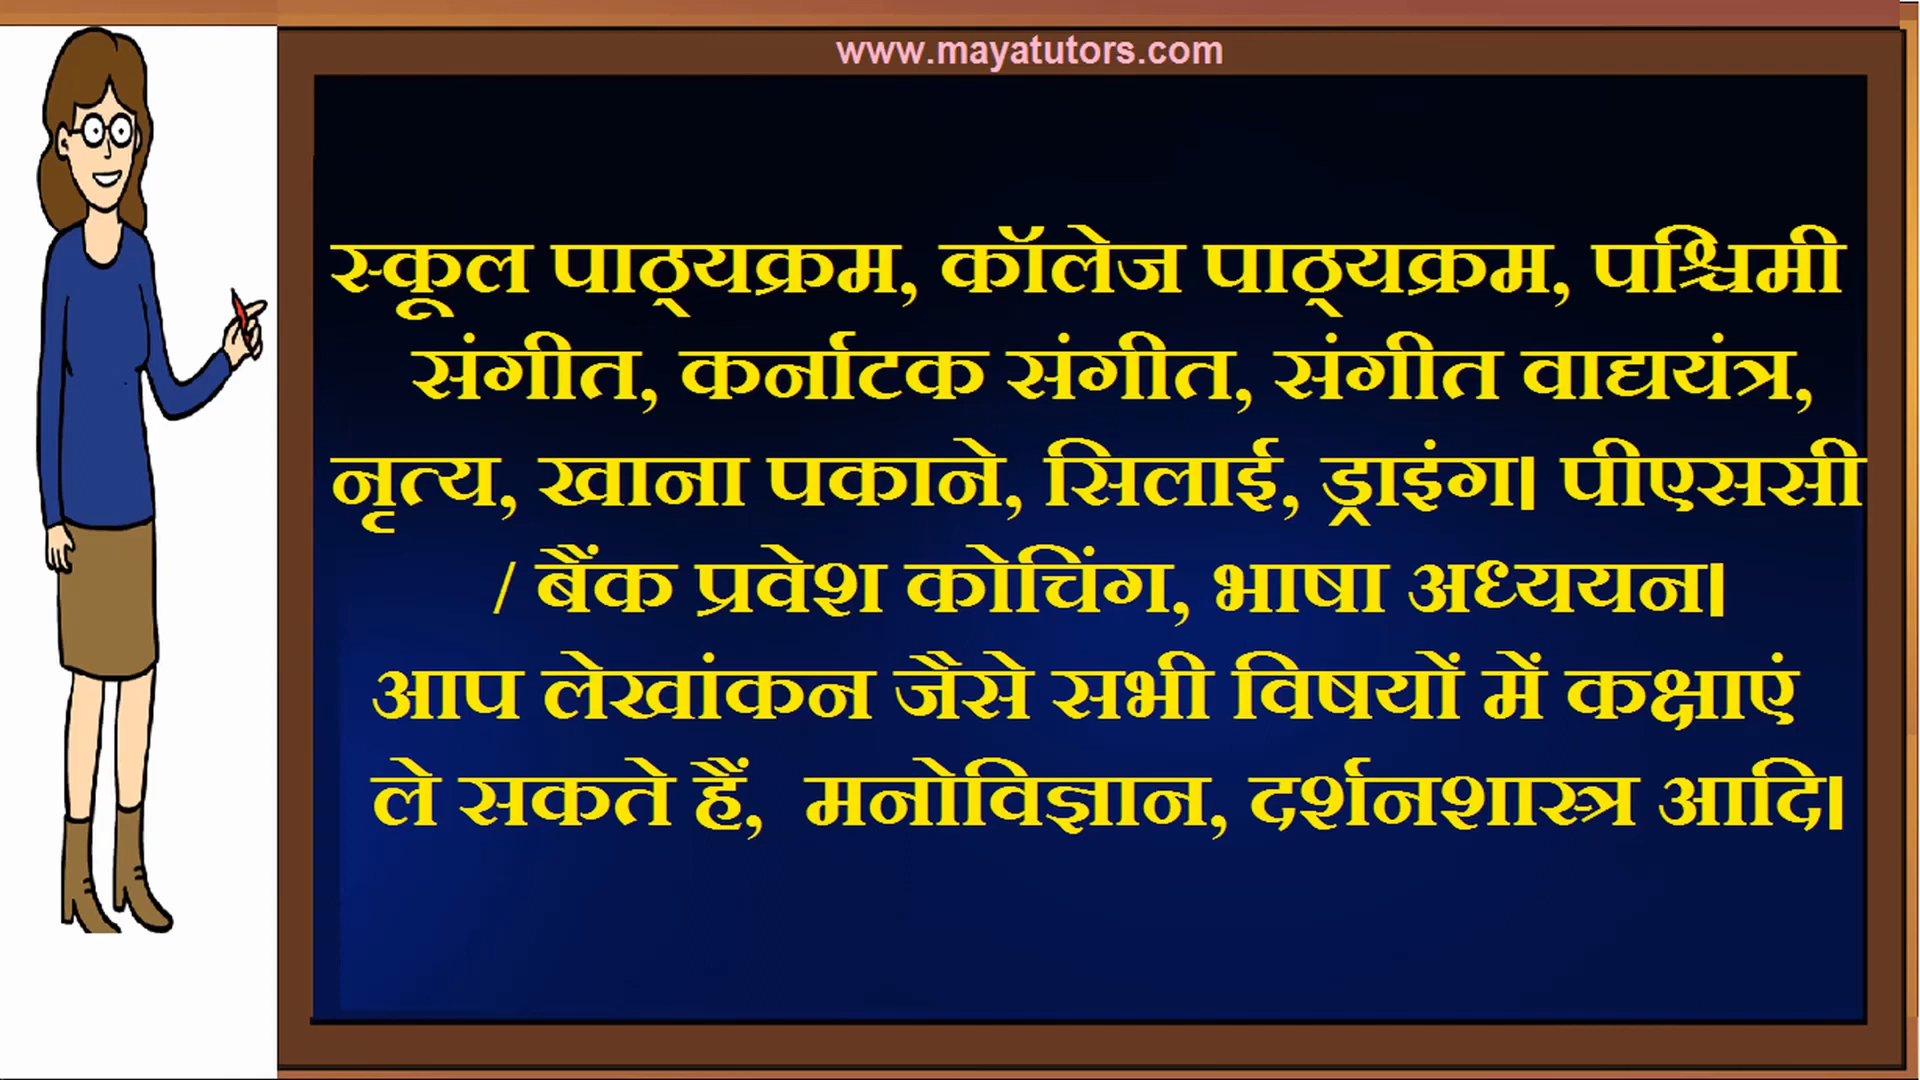 www.mayatutors.com
स्कूल पाठ्यक्रम, कॉलेज पाठ्यक्रम, पश्चिमी
संगीत, कर्नाटक संगीत, संगीत वाद्ययंत्र,
नृत्य, खाना पकाने, सिलाई, ड्राइंग। पीएससी
/ बैंक प्रवेश कोचिंग, भाषा अध्ययन।
आप लेखांकन जैसे सभी विषयों में कक्षाएं
ले सकते हैं, मनोविज्ञान, दर्शनशास्त्र आदि।